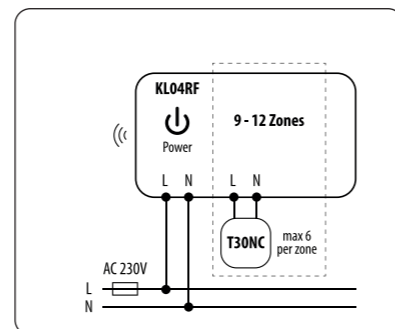 KL04RF
Power
9 - 12 Zones
L N L N
T30NC
max 6
per zone
AC 230V
L
N